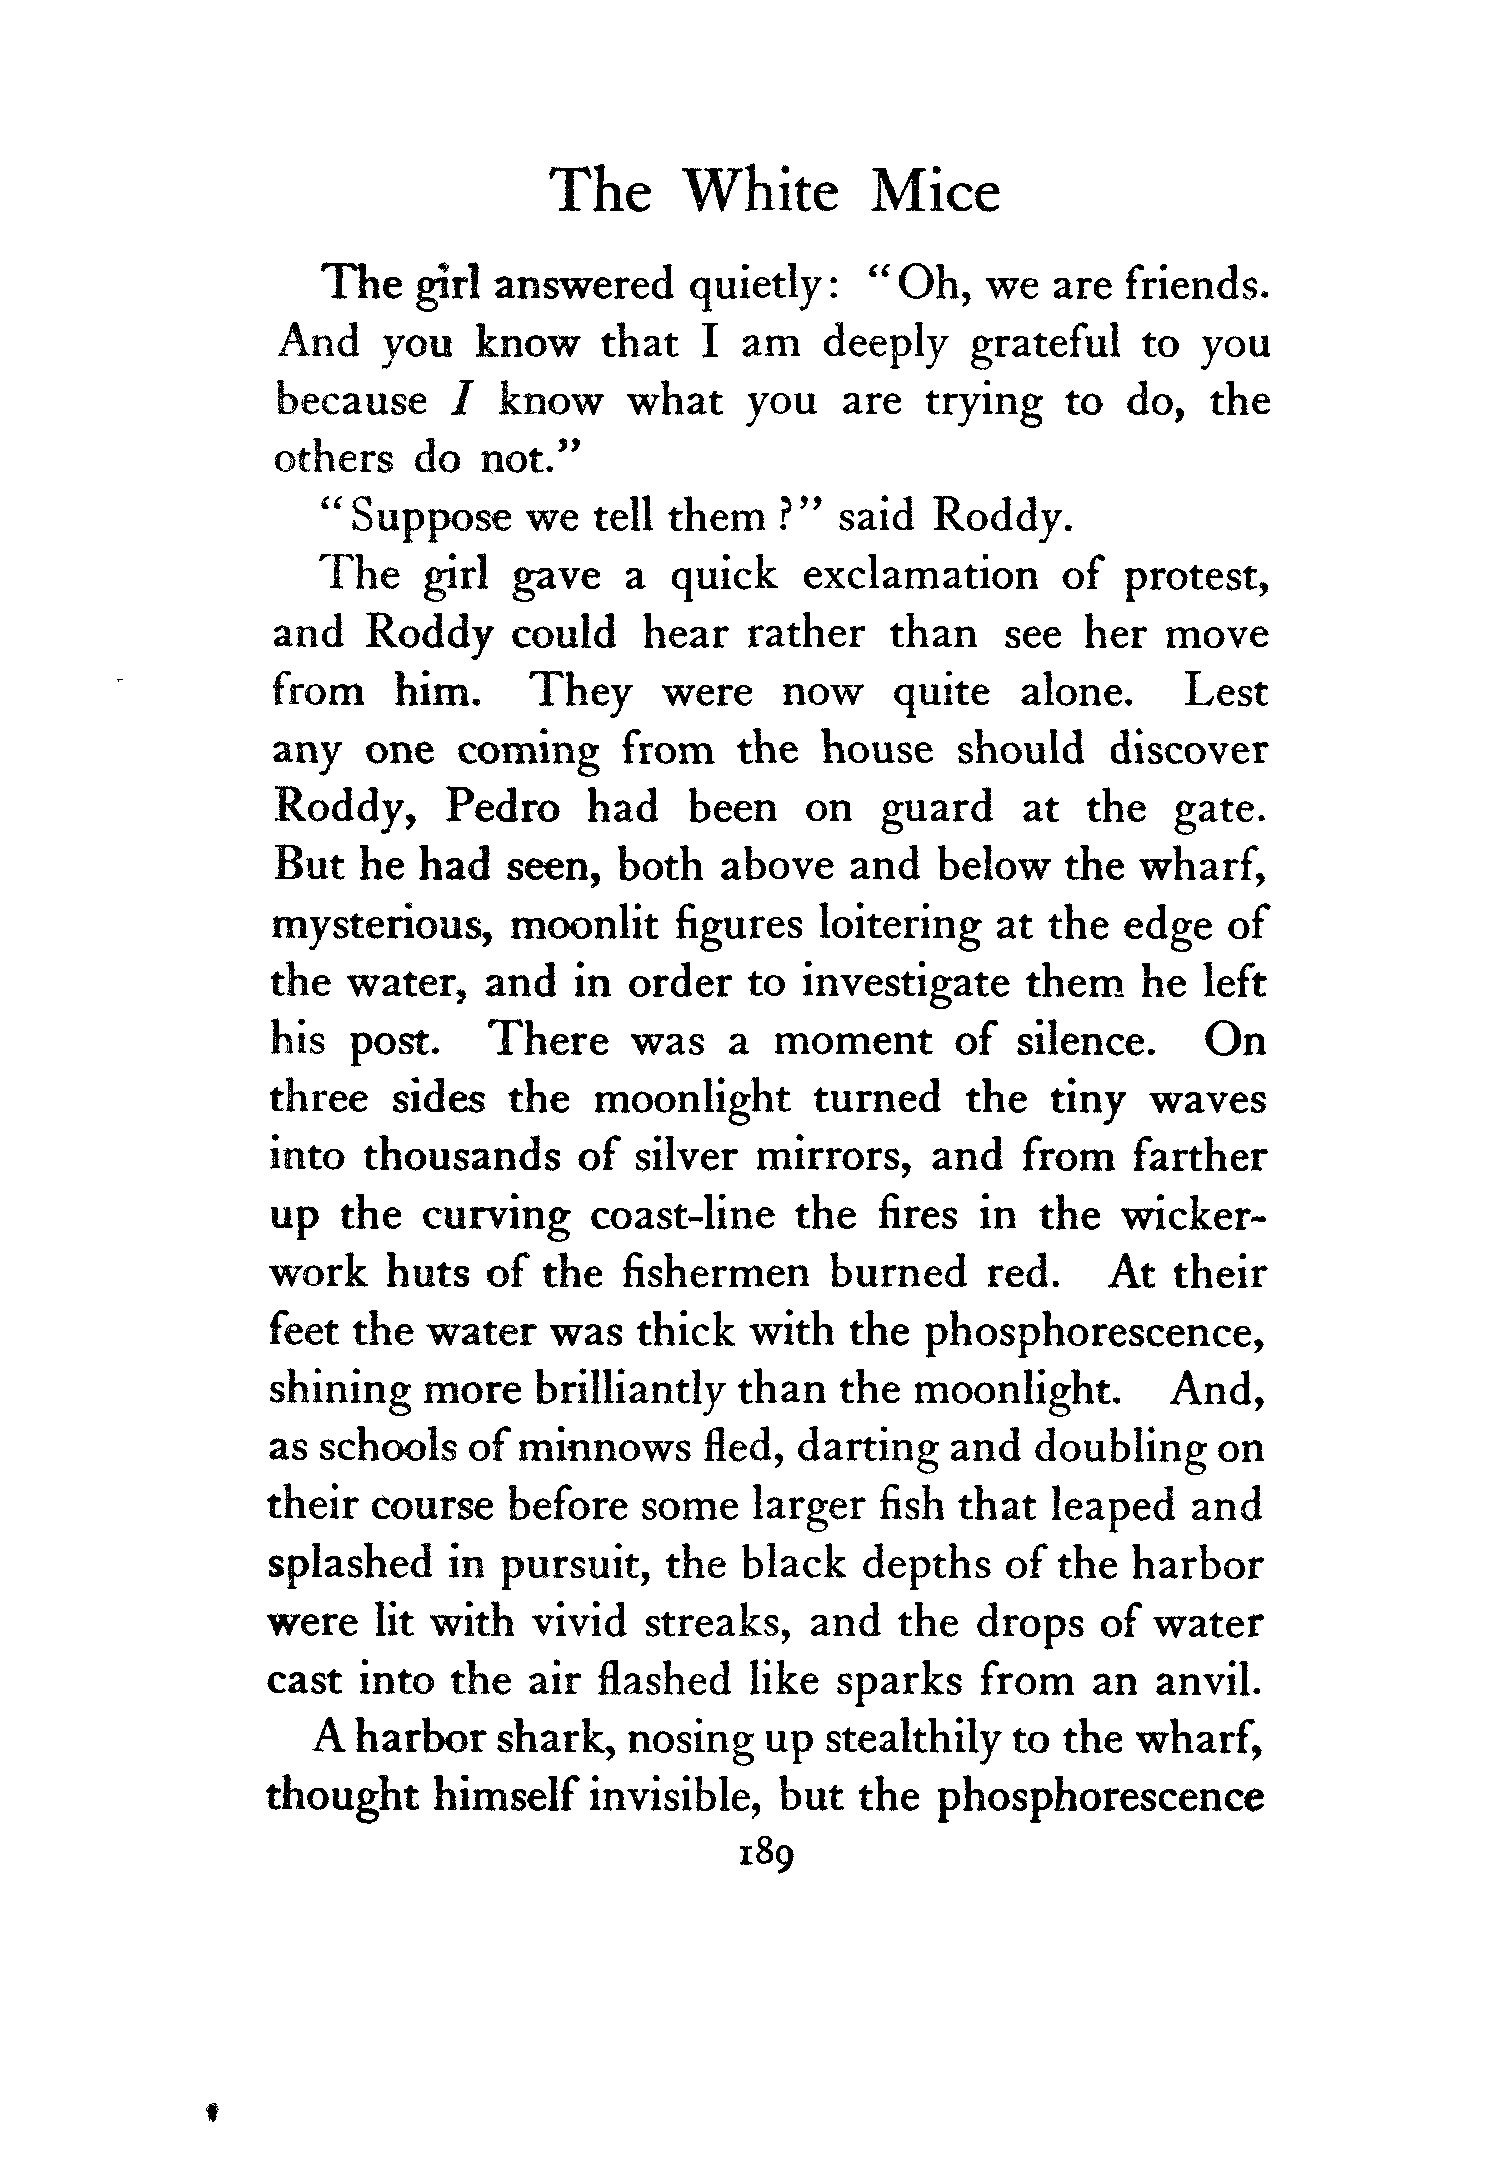 The White Mice
The girl answered quietly: "Oh, we are friends.
And you know that I am deeply grateful to you
because I know what you are trying to do, the
others do not."
"Suppose we tell them?" said Roddy.
The girl gave a quick exclamation of protest,
and Roddy could hear rather than see her move
from him. They were now quite alone. Lest
any one coming from the house should discover
Roddy, Pedro had been on guard at the gate.
But he had seen, both above and below the wharf,
mysterious, moonlit figures loitering at the edge of
the water, and in order to investigate them he left
his post. There was a moment of silence. On
three sides the moonlight turned the tiny waves
into thousands of silver mirrors, and from farther
up the curving coast-line the fires in the wicker-
work huts of the fishermen burned red. At their
feet the water was thick with the phosphorescence,
shining more brilliantly than the moonlight. And,
as schools of minnows fled, darting and doubling on
their course before some larger fish that leaped and
splashed in pursuit, the black depths of the harbor
were lit with vivid streaks, and the drops of water
cast into the air flashed like sparks from an anvil.
A harbor shark, nosing up stealthily to the wharf,
thought himself invisible, but the phosphorescence
189